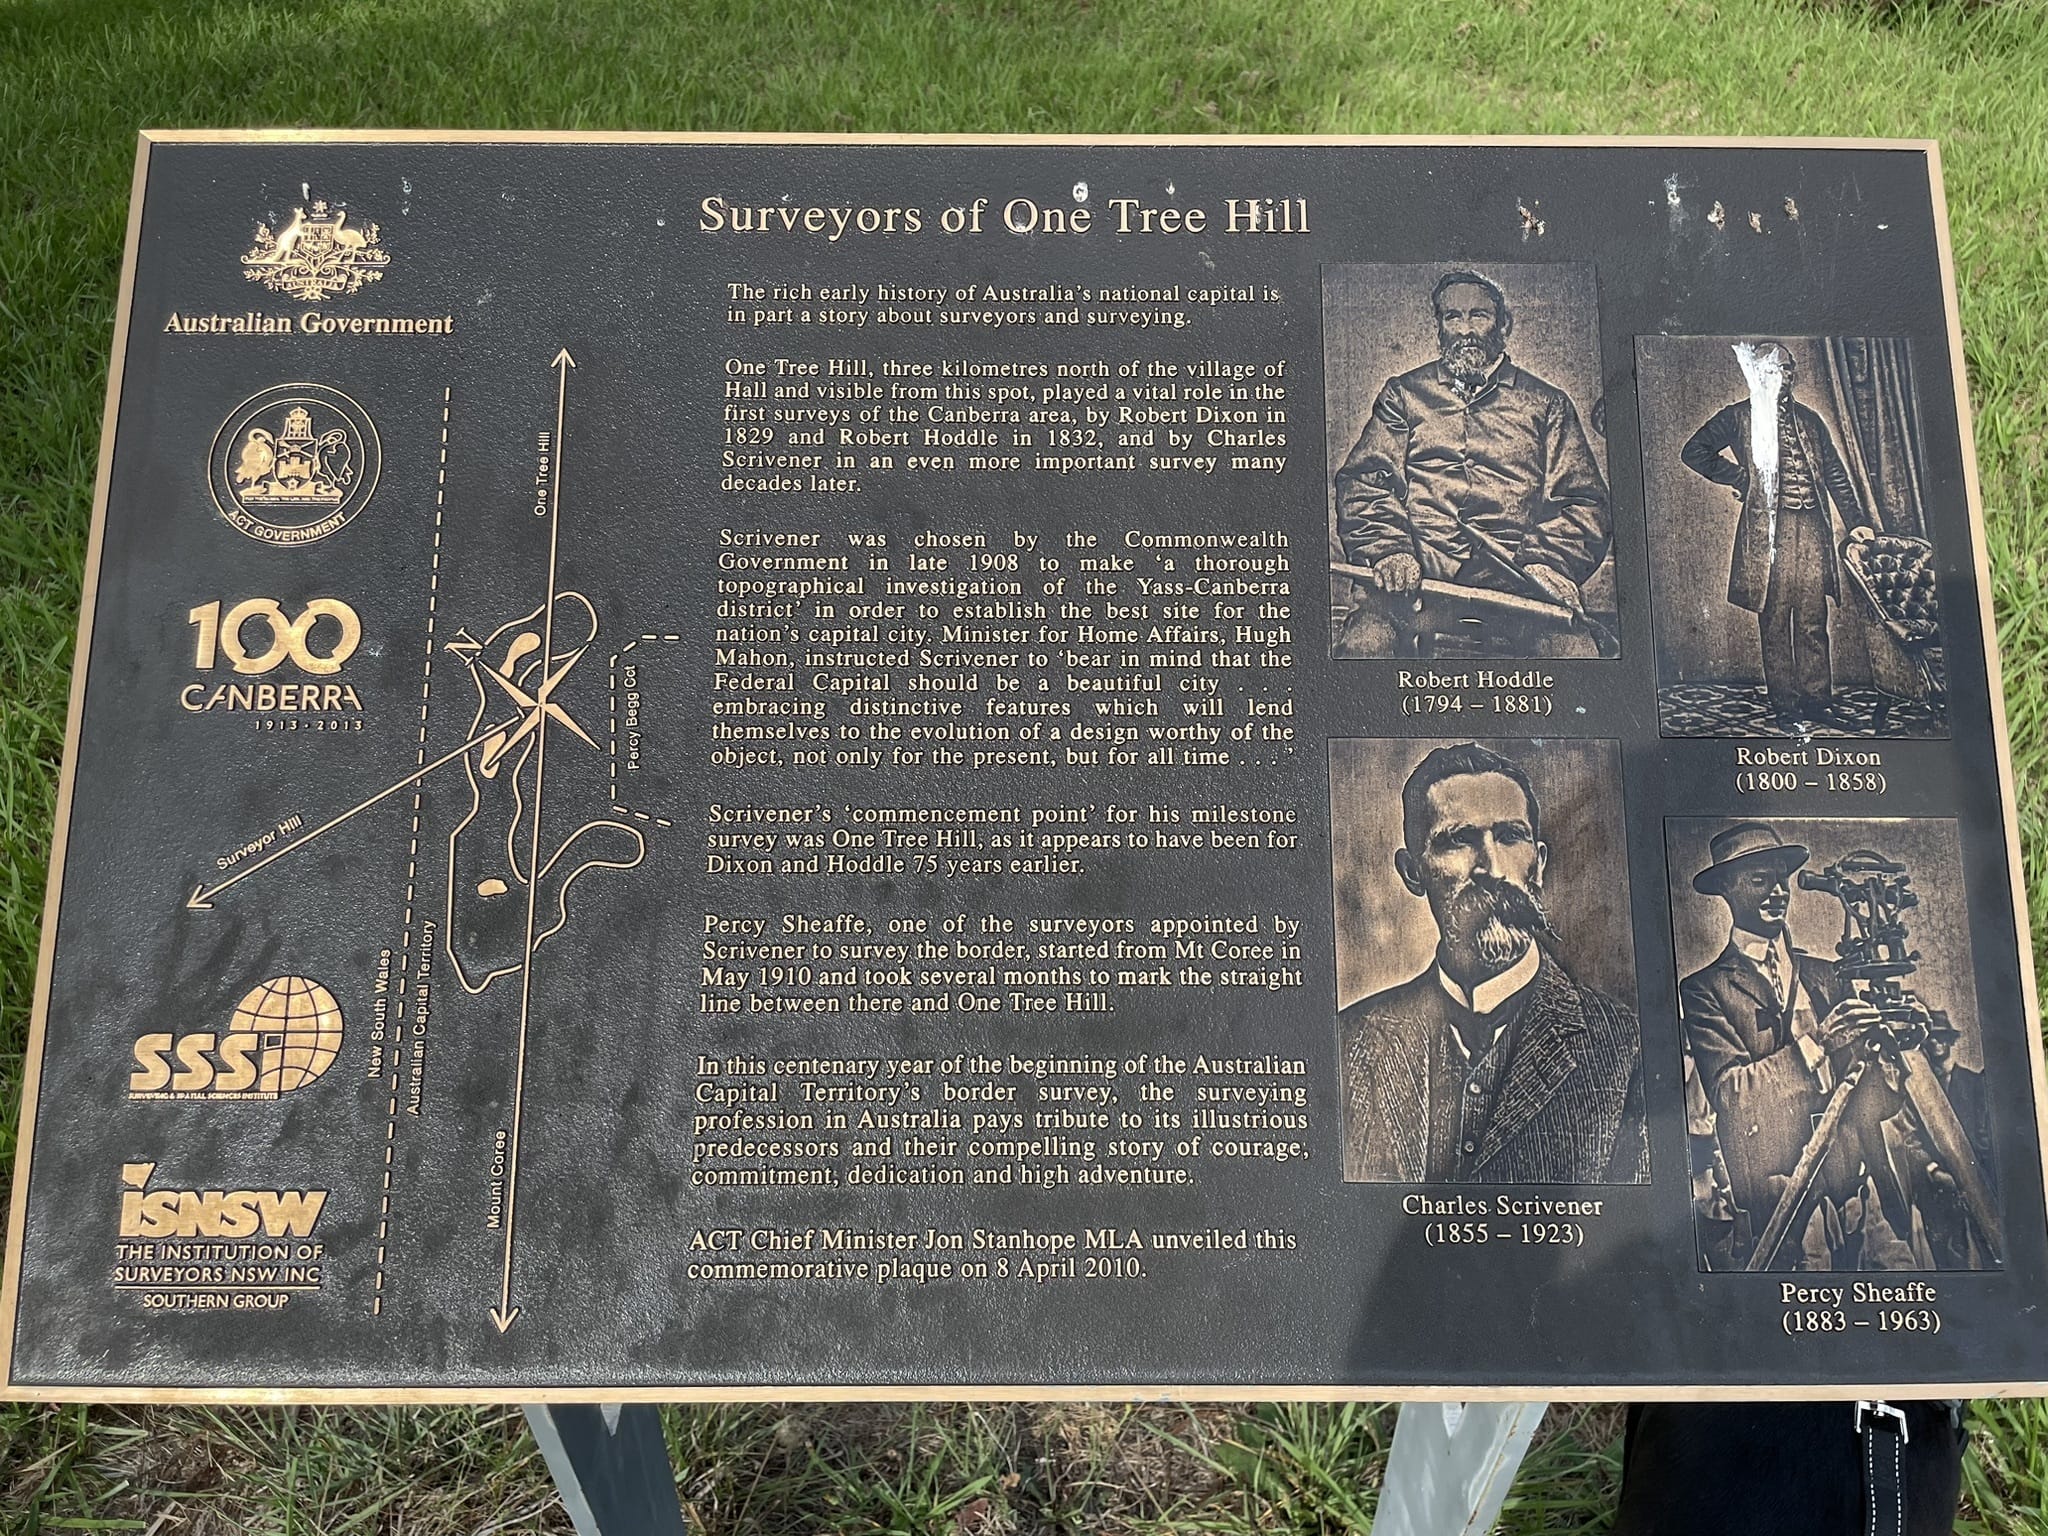 Surveyors of One Tree Hill
AUSTRALIA
Australian Government
FOR THE QUEEN, THE LAW, AND THE PEOPLE
ACT GOVERNMENT
100
CANBERRA
1913 · 2013
SSSi
SURVEYING & SPATIAL SCIENCES INSTITUTE
iSNSW
THE INSTITUTION OF
SURVEYORS NSW INC
SOUTHERN GROUP
One Tree Hill
N
Percy Begg Cct
Surveyor Hill
New South Wales
Australian Capital Territory
Mount Coree
The rich early history of Australia's national capital is
in part a story about surveyors and surveying.
One Tree Hill, three kilometres north of the village of
Hall and visible from this spot, played a vital role in the
first surveys of the Canberra area, by Robert Dixon in
1829 and Robert Hoddle in 1832, and by Charles
Scrivener in an even more important survey many
decades later.
Scrivener was chosen by the Commonwealth
Government in late 1908 to make 'a thorough
topographical investigation of the Yass-Canberra
district' in order to establish the best site for the
nation's capital city. Minister for Home Affairs, Hugh
Mahon, instructed Scrivener to 'bear in mind that the
Federal Capital should be a beautiful city . . .
embracing distinctive features which will lend
themselves to the evolution of a design worthy of the
object, not only for the present, but for all time . . .'
Scrivener's 'commencement point' for his milestone
survey was One Tree Hill, as it appears to have been for
Dixon and Hoddle 75 years earlier.
Percy Sheaffe, one of the surveyors appointed by
Scrivener to survey the border, started from Mt Coree in
May 1910 and took several months to mark the straight
line between there and One Tree Hill.
In this centenary year of the beginning of the Australian
Capital Territory's border survey, the surveying
profession in Australia pays tribute to its illustrious
predecessors and their compelling story of courage,
commitment, dedication and high adventure.
ACT Chief Minister Jon Stanhope MLA unveiled this
commemorative plaque on 8 April 2010.
Robert Hoddle
(1794 – 1881)
Robert Dixon
(1800 – 1858)
Charles Scrivener
(1855 – 1923)
Percy Sheaffe
(1883 – 1963)